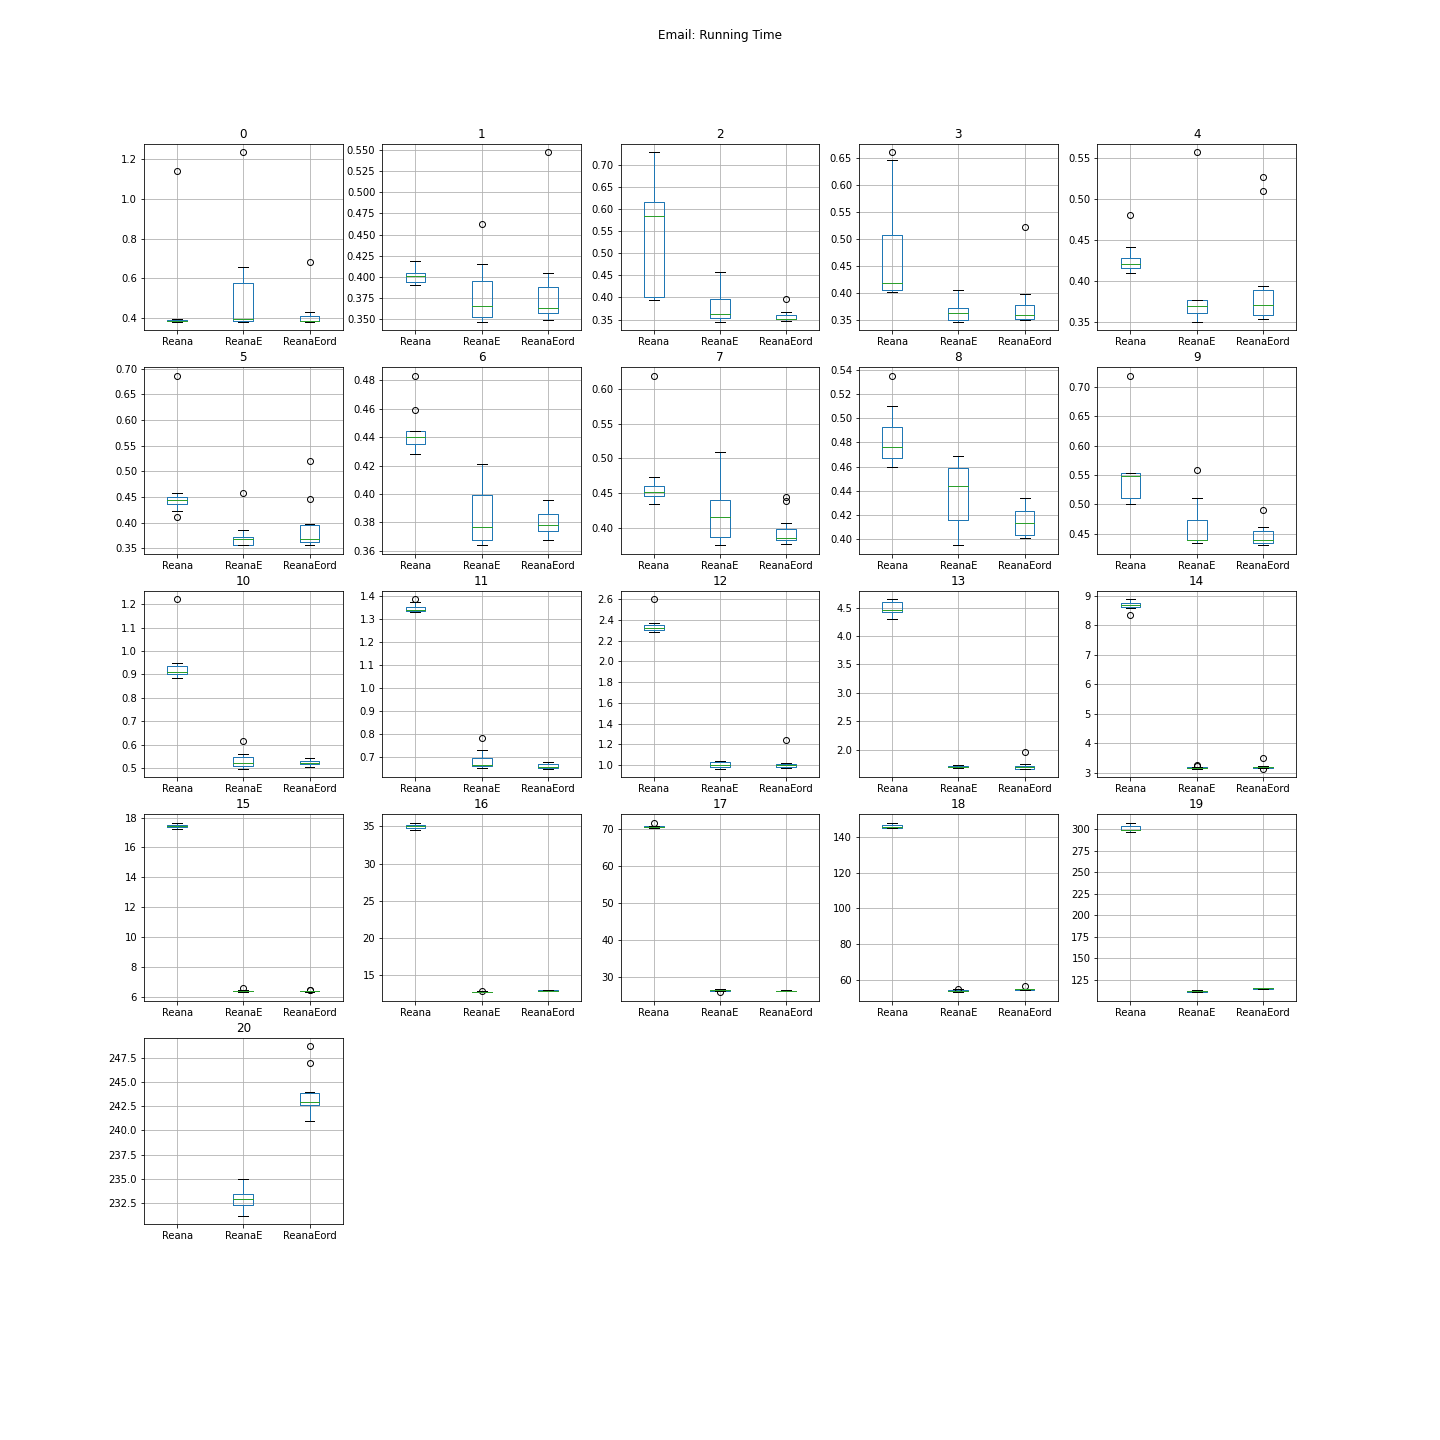 Email: Running Time
0 1 2 3 4
1.2 1.0 0.8 0.6 0.4
0.550 0.525 0.500 0.475 0.450 0.425 0.400 0.375 0.350
0.70 0.65 0.60 0.55 0.50 0.45 0.40 0.35
0.65 0.60 0.55 0.50 0.45 0.40 0.35
0.55 0.50 0.45 0.40 0.35
Reana ReanaE ReanaEord Reana ReanaE ReanaEord Reana ReanaE ReanaEord Reana ReanaE ReanaEord Reana ReanaE ReanaEord
5 6 7 8 9
0.70 0.65 0.60 0.55 0.50 0.45 0.40 0.35
0.48 0.46 0.44 0.42 0.40 0.38 0.36
0.60 0.55 0.50 0.45 0.40
0.54 0.52 0.50 0.48 0.46 0.44 0.42 0.40
0.70 0.65 0.60 0.55 0.50 0.45
Reana ReanaE ReanaEord Reana ReanaE ReanaEord Reana ReanaE ReanaEord Reana ReanaE ReanaEord Reana ReanaE ReanaEord
10 11 12 13 14
1.2 1.1 1.0 0.9 0.8 0.7 0.6 0.5
1.4 1.3 1.2 1.1 1.0 0.9 0.8 0.7
2.6 2.4 2.2 2.0 1.8 1.6 1.4 1.2 1.0
4.5 4.0 3.5 3.0 2.5 2.0
9 8 7 6 5 4 3
Reana ReanaE ReanaEord Reana ReanaE ReanaEord Reana ReanaE ReanaEord Reana ReanaE ReanaEord Reana ReanaE ReanaEord
15 16 17 18 19
18 16 14 12 10 8 6
35 30 25 20 15
70 60 50 40 30
140 120 100 80 60
300 275 250 225 200 175 150 125
Reana ReanaE ReanaEord Reana ReanaE ReanaEord Reana ReanaE ReanaEord Reana ReanaE ReanaEord Reana ReanaE ReanaEord
20
247.5 245.0 242.5 240.0 237.5 235.0 232.5
Reana ReanaE ReanaEord